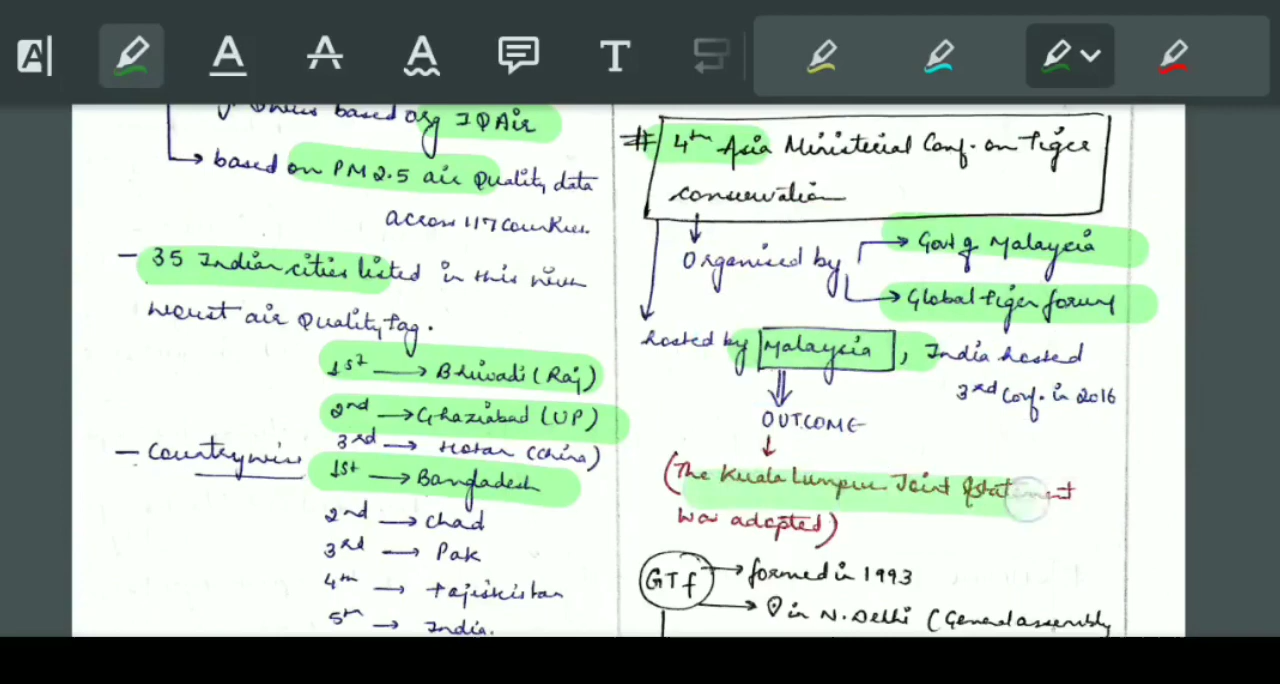 based org IQAir
based on PM 2.5 air Quality data
across 117 countries.
- 35 Indian cities listed in this
air Quality tag.
1st → Bhiwadi (Raj)
2nd → Ghaziabad (UP)
3rd → Hotan (China)
- Countrywise
1st → Bangladesh
2nd → Chad
3rd → Pak
4th → Tajikistan
5th → India.
# 4th Asia Ministerial Conf. on Tiger
conservation
Organised by → Govt of Malaysia
→ Global tiger forum
hosted by Malaysia, India hosted
3rd Conf. in 2016
OUTCOME
(The Kuala Lumpur Joint Statement
was adopted)
GTf → formed in 1993
→ in N. Delhi (General assembly
A
A
A
A
T